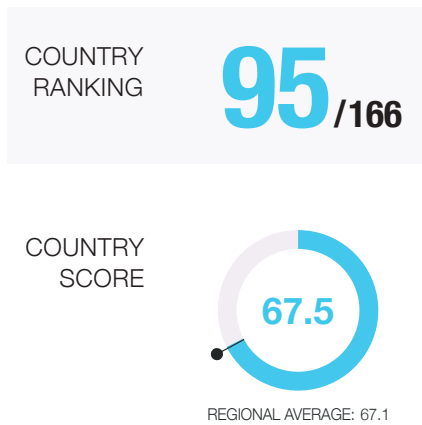 COUNTRY
RANKING
95/166
COUNTRY
SCORE
67.5
REGIONAL AVERAGE: 67.1